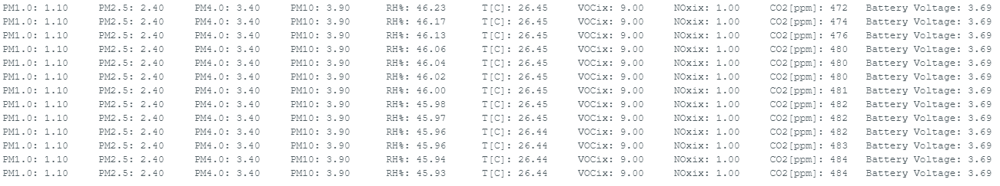 PM1.0: 1.10 PM2.5: 2.40 PM4.0: 3.40 PM10: 3.90 RH%: 46.23 T[C]: 26.45 VOCix: 9.00 NOxix: 1.00 CO2[ppm]: 472 Battery Voltage: 3.69
PM1.0: 1.10 PM2.5: 2.40 PM4.0: 3.40 PM10: 3.90 RH%: 46.17 T[C]: 26.45 VOCix: 9.00 NOxix: 1.00 CO2[ppm]: 474 Battery Voltage: 3.69
PM1.0: 1.10 PM2.5: 2.40 PM4.0: 3.40 PM10: 3.90 RH%: 46.13 T[C]: 26.45 VOCix: 9.00 NOxix: 1.00 CO2[ppm]: 476 Battery Voltage: 3.69
PM1.0: 1.10 PM2.5: 2.40 PM4.0: 3.40 PM10: 3.90 RH%: 46.06 T[C]: 26.45 VOCix: 9.00 NOxix: 1.00 CO2[ppm]: 480 Battery Voltage: 3.69
PM1.0: 1.10 PM2.5: 2.40 PM4.0: 3.40 PM10: 3.90 RH%: 46.04 T[C]: 26.45 VOCix: 9.00 NOxix: 1.00 CO2[ppm]: 480 Battery Voltage: 3.69
PM1.0: 1.10 PM2.5: 2.40 PM4.0: 3.40 PM10: 3.90 RH%: 46.02 T[C]: 26.45 VOCix: 9.00 NOxix: 1.00 CO2[ppm]: 480 Battery Voltage: 3.69
PM1.0: 1.10 PM2.5: 2.40 PM4.0: 3.40 PM10: 3.90 RH%: 46.00 T[C]: 26.45 VOCix: 9.00 NOxix: 1.00 CO2[ppm]: 481 Battery Voltage: 3.69
PM1.0: 1.10 PM2.5: 2.40 PM4.0: 3.40 PM10: 3.90 RH%: 45.98 T[C]: 26.45 VOCix: 9.00 NOxix: 1.00 CO2[ppm]: 482 Battery Voltage: 3.69
PM1.0: 1.10 PM2.5: 2.40 PM4.0: 3.40 PM10: 3.90 RH%: 45.97 T[C]: 26.45 VOCix: 9.00 NOxix: 1.00 CO2[ppm]: 482 Battery Voltage: 3.69
PM1.0: 1.10 PM2.5: 2.40 PM4.0: 3.40 PM10: 3.90 RH%: 45.96 T[C]: 26.44 VOCix: 9.00 NOxix: 1.00 CO2[ppm]: 482 Battery Voltage: 3.69
PM1.0: 1.10 PM2.5: 2.40 PM4.0: 3.40 PM10: 3.90 RH%: 45.96 T[C]: 26.44 VOCix: 9.00 NOxix: 1.00 CO2[ppm]: 483 Battery Voltage: 3.69
PM1.0: 1.10 PM2.5: 2.40 PM4.0: 3.40 PM10: 3.90 RH%: 45.94 T[C]: 26.44 VOCix: 9.00 NOxix: 1.00 CO2[ppm]: 484 Battery Voltage: 3.69
PM1.0: 1.10 PM2.5: 2.40 PM4.0: 3.40 PM10: 3.90 RH%: 45.93 T[C]: 26.44 VOCix: 9.00 NOxix: 1.00 CO2[ppm]: 484 Battery Voltage: 3.69